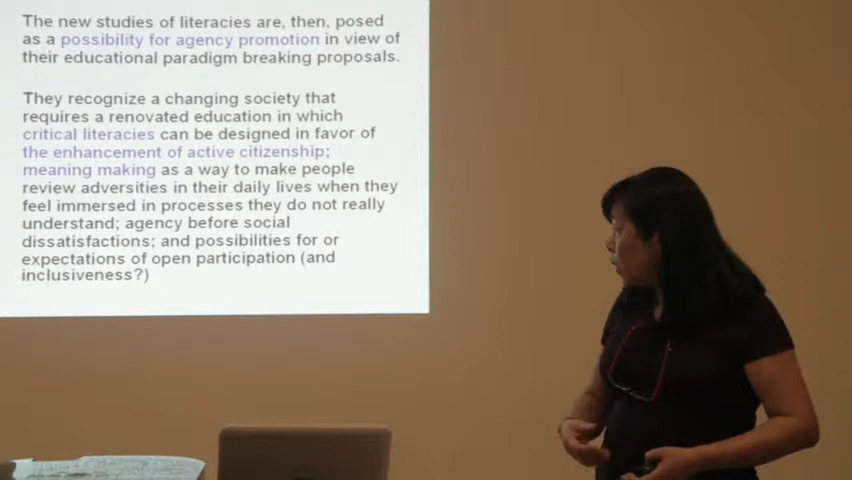 The new studies of literacies are, then, posed
as a possibility for agency promotion in view of
their educational paradigm breaking proposals.
They recognize a changing society that
requires a renovated education in which
critical literacies can be designed in favor of
the enhancement of active citizenship;
meaning making as a way to make people
review adversities in their daily lives when they
feel immersed in processes they do not really
understand; agency before social
dissatisfactions; and possibilities for or
expectations of open participation (and
inclusiveness?)